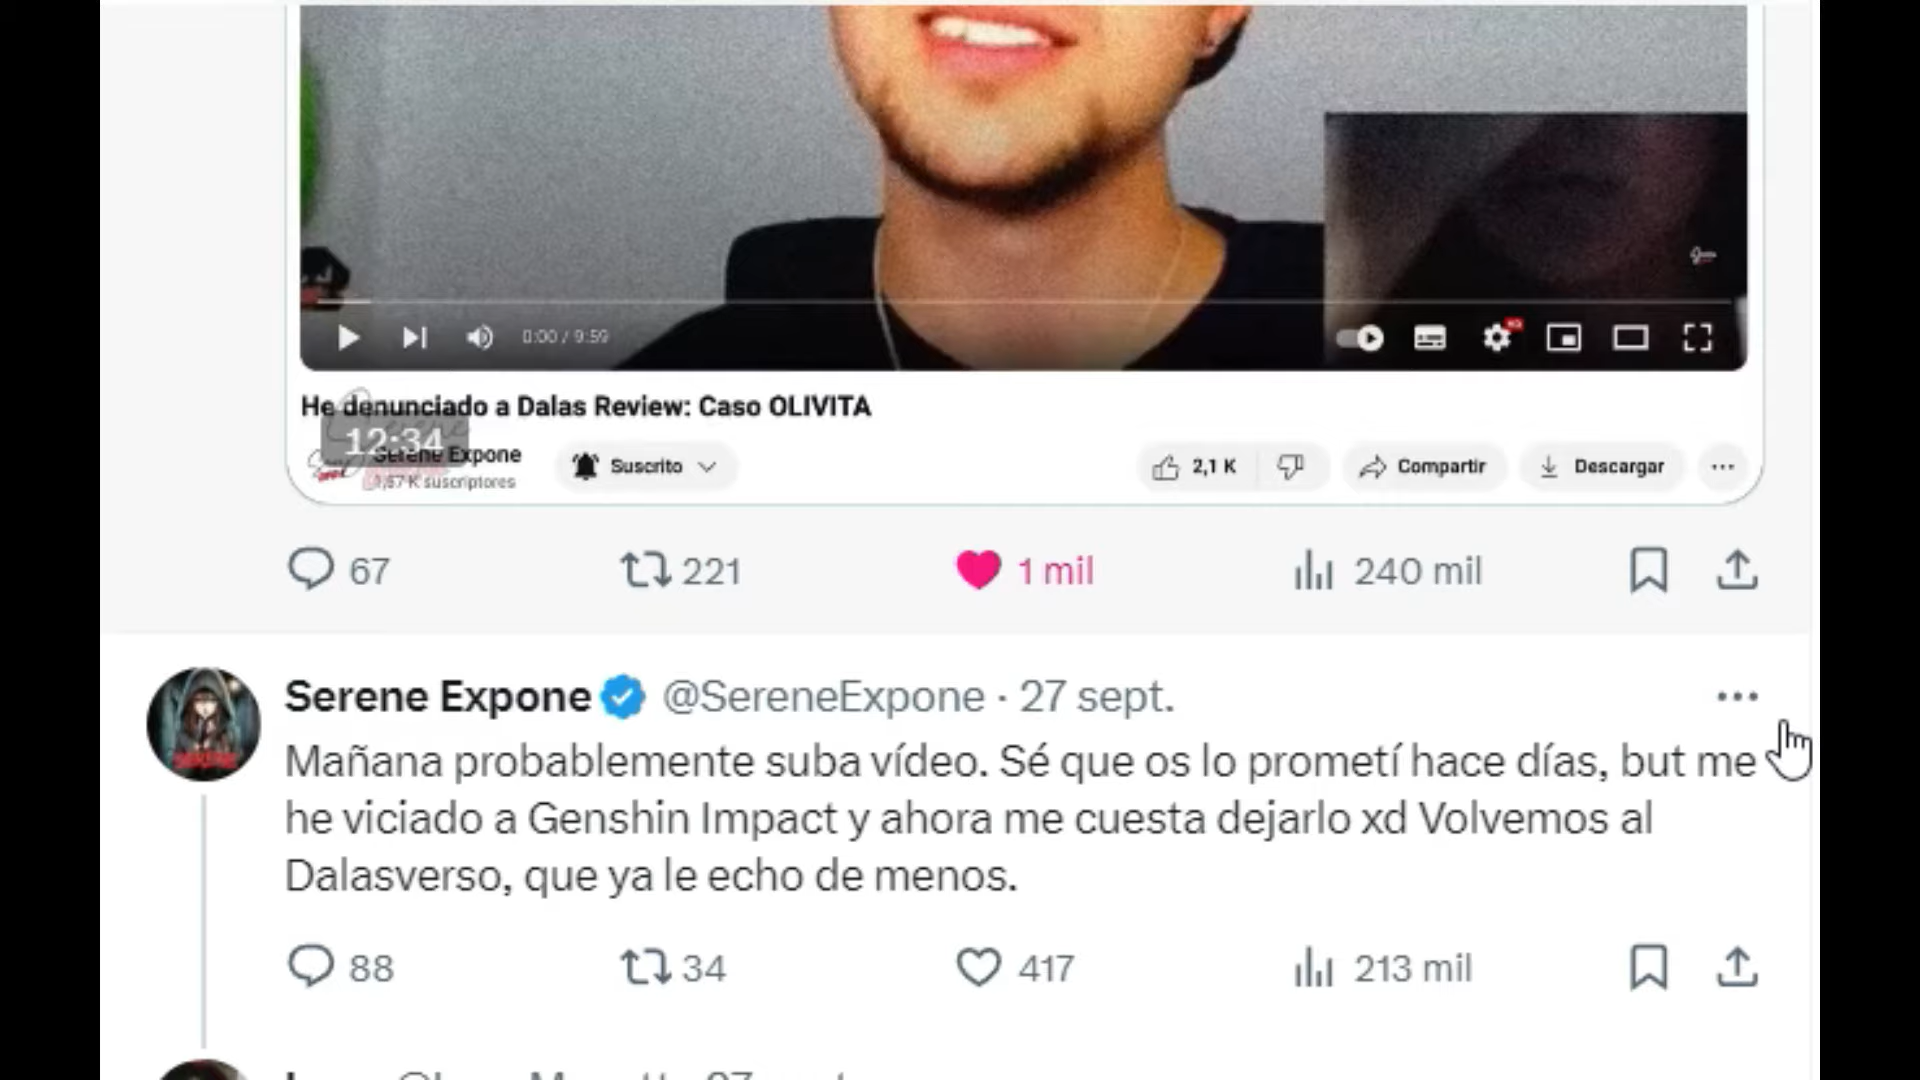 0:00 / 9:59
He denunciado a Dalas Review: Caso OLIVITA
12:34
Serene Expone
Suscrito
2,1 K
Compartir
Descargar
suscriptores
67
221
1 mil
240 mil
Serene Expone @SereneExpone · 27 sept.
Mañana probablemente suba vídeo. Sé que os lo prometí hace días, but me
he viciado a Genshin Impact y ahora me cuesta dejarlo xd Volvemos al
Dalasverso, que ya le echo de menos.
88
34
417
213 mil